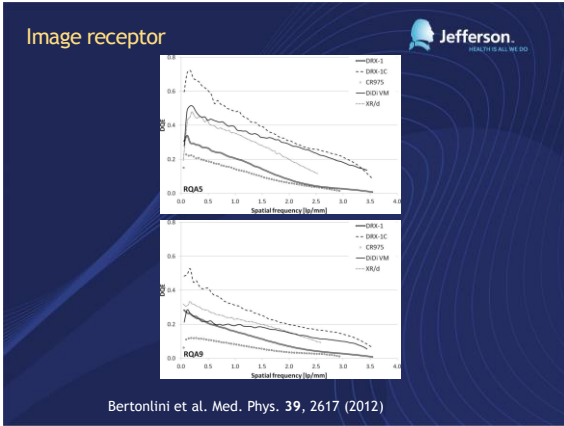 Image receptor
Jefferson.
HEALTH IS ALL WE DO
0.8
0.6
0.4
0.2
0.0
DQE
0.0 0.5 1.0 1.5 2.0 2.5 3.0 3.5 4.0
Spatial frequency [lp/mm]
RQA5
DRX-1
DRX-1C
CR975
DiDi VM
XR/d
0.8
0.6
0.4
0.2
0.0
DQE
0.0 0.5 1.0 1.5 2.0 2.5 3.0 3.5 4.0
Spatial frequency [lp/mm]
RQA9
DRX-1
DRX-1C
CR975
DiDi VM
XR/d
Bertonlini et al. Med. Phys. 39, 2617 (2012)